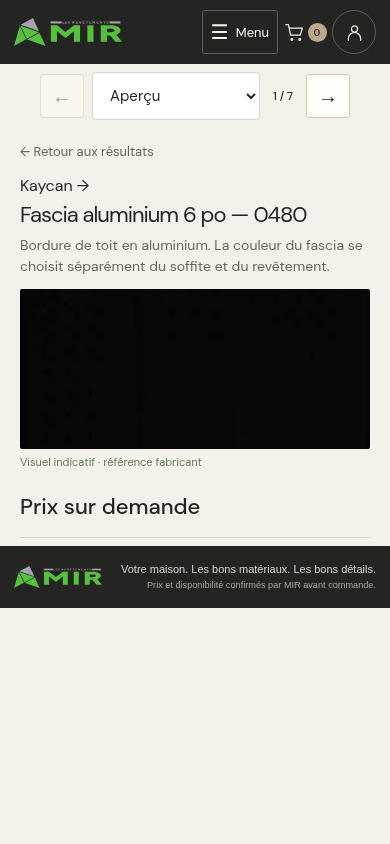 MIR
Menu
0
←
Aperçu
1 / 7
→
← Retour aux résultats
Kaycan →
Fascia aluminium 6 po — 0480
Bordure de toit en aluminium. La couleur du fascia se
choisit séparément du soffite et du revêtement.
Visuel indicatif · référence fabricant
Prix sur demande
MIR
Votre maison. Les bons matériaux. Les bons détails.
Prix et disponibilité confirmés par MIR avant commande.